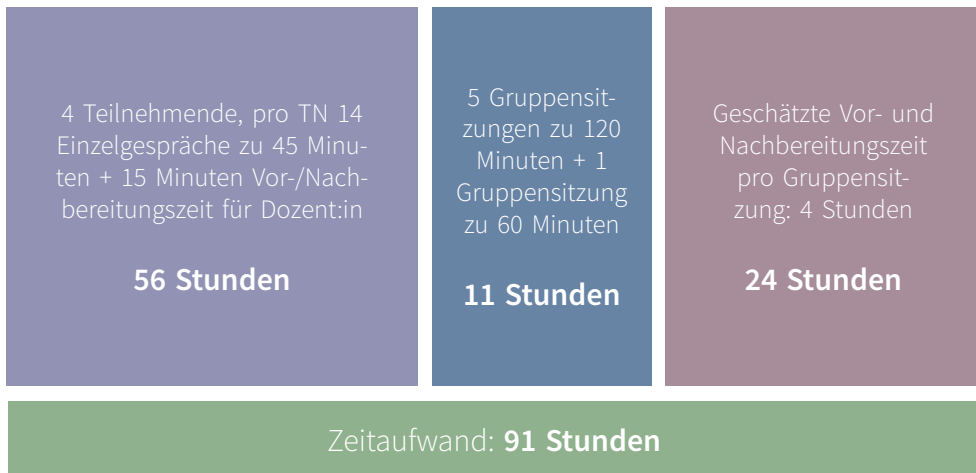 4 Teilnehmende, pro TN 14
Einzelgespräche zu 45 Minu-
ten + 15 Minuten Vor-/Nach-
bereitungszeit für Dozent:in
56 Stunden
5 Gruppensit-
zungen zu 120
Minuten + 1
Gruppensitzung
zu 60 Minuten
11 Stunden
Geschätzte Vor- und
Nachbereitungszeit
pro Gruppensit-
zung: 4 Stunden
24 Stunden
Zeitaufwand: 91 Stunden